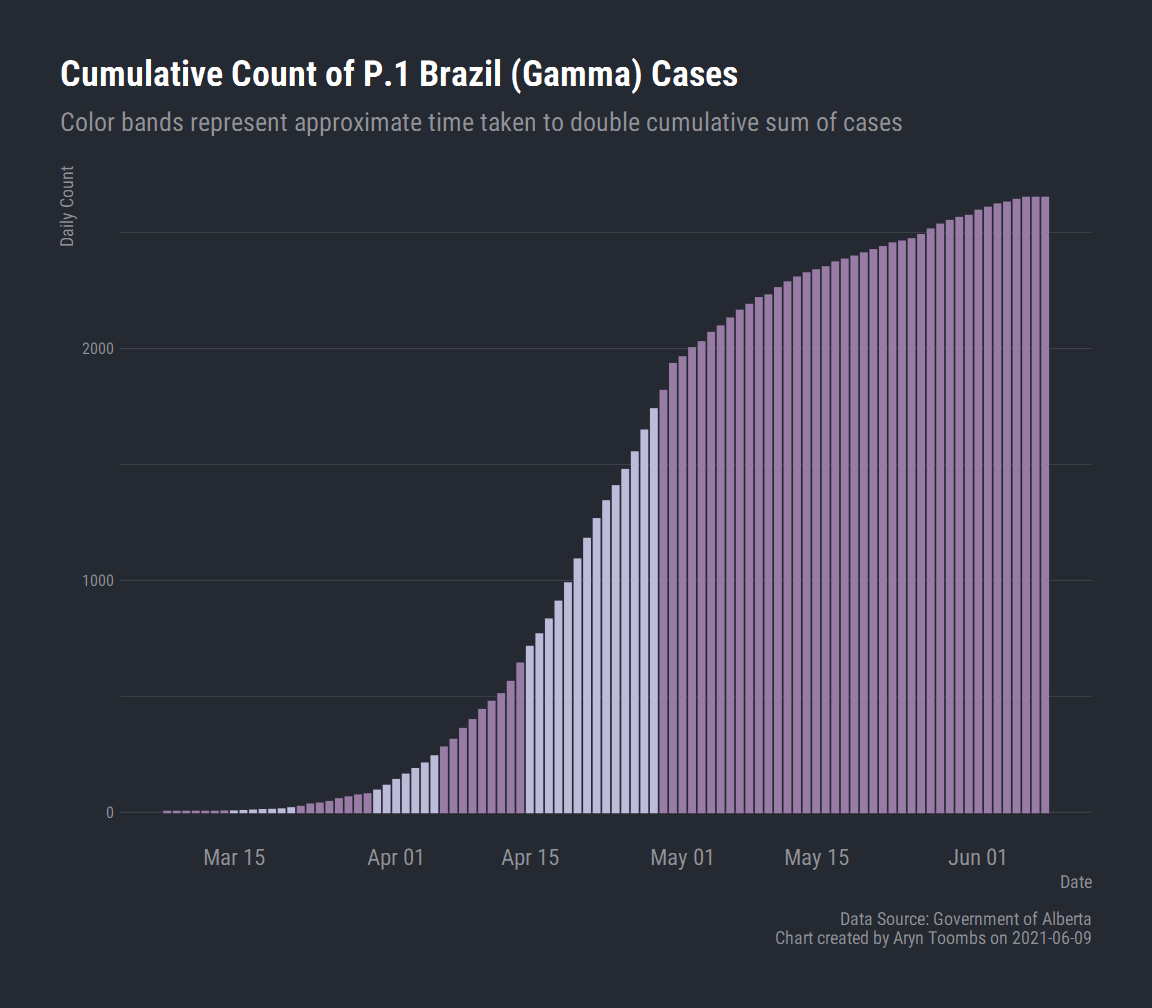 Cumulative Count of P.1 Brazil (Gamma) Cases
Color bands represent approximate time taken to double cumulative sum of cases
Daily Count
2000
1000
0
Mar 15
Apr 01
Apr 15
May 01
May 15
Jun 01
Date
Data Source: Government of Alberta
Chart created by Aryn Toombs on 2021-06-09